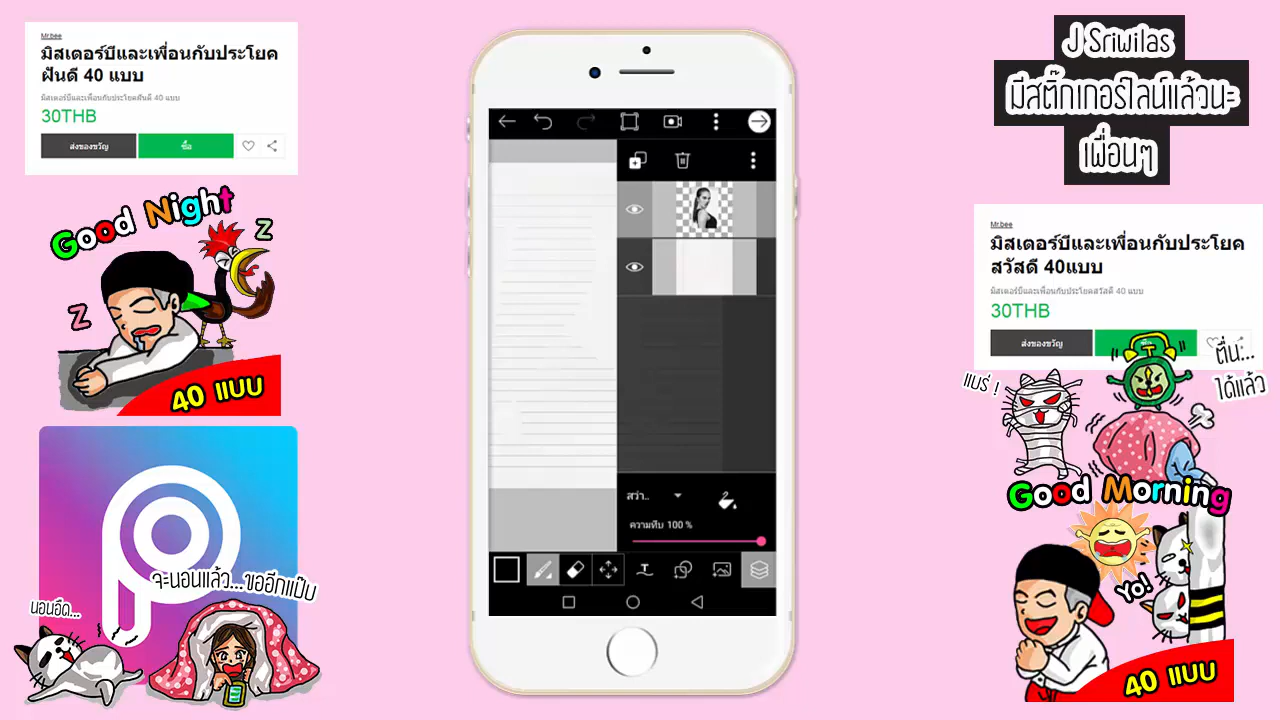 Mr.bee
มิสเตอร์บีและเพื่อนกับประโยค
ฝันดี 40 แบบ
มิสเตอร์บีและเพื่อนกับประโยคฝันดี 40 แบบ
30THB
ส่งของขวัญ
ซื้อ
Good Night
Z
Z
40 แบบ
จะนอนแล้ว...ขออีกแป๊บ
นอนอืด...
สว่า..
ความทึบ 100 %
J Sriwilas
มีสติ๊กเกอร์ไลน์แล้วนะ
เพื่อนๆ
Mr.bee
มิสเตอร์บีและเพื่อนกับประโยค
สวัสดี 40แบบ
มิสเตอร์บีและเพื่อนกับประโยคสวัสดี 40 แบบ
30THB
ส่งของขวัญ
ตื่น...
ได้แล้ว
แบร่ !
Good Morning
Yo!
40 แบบ